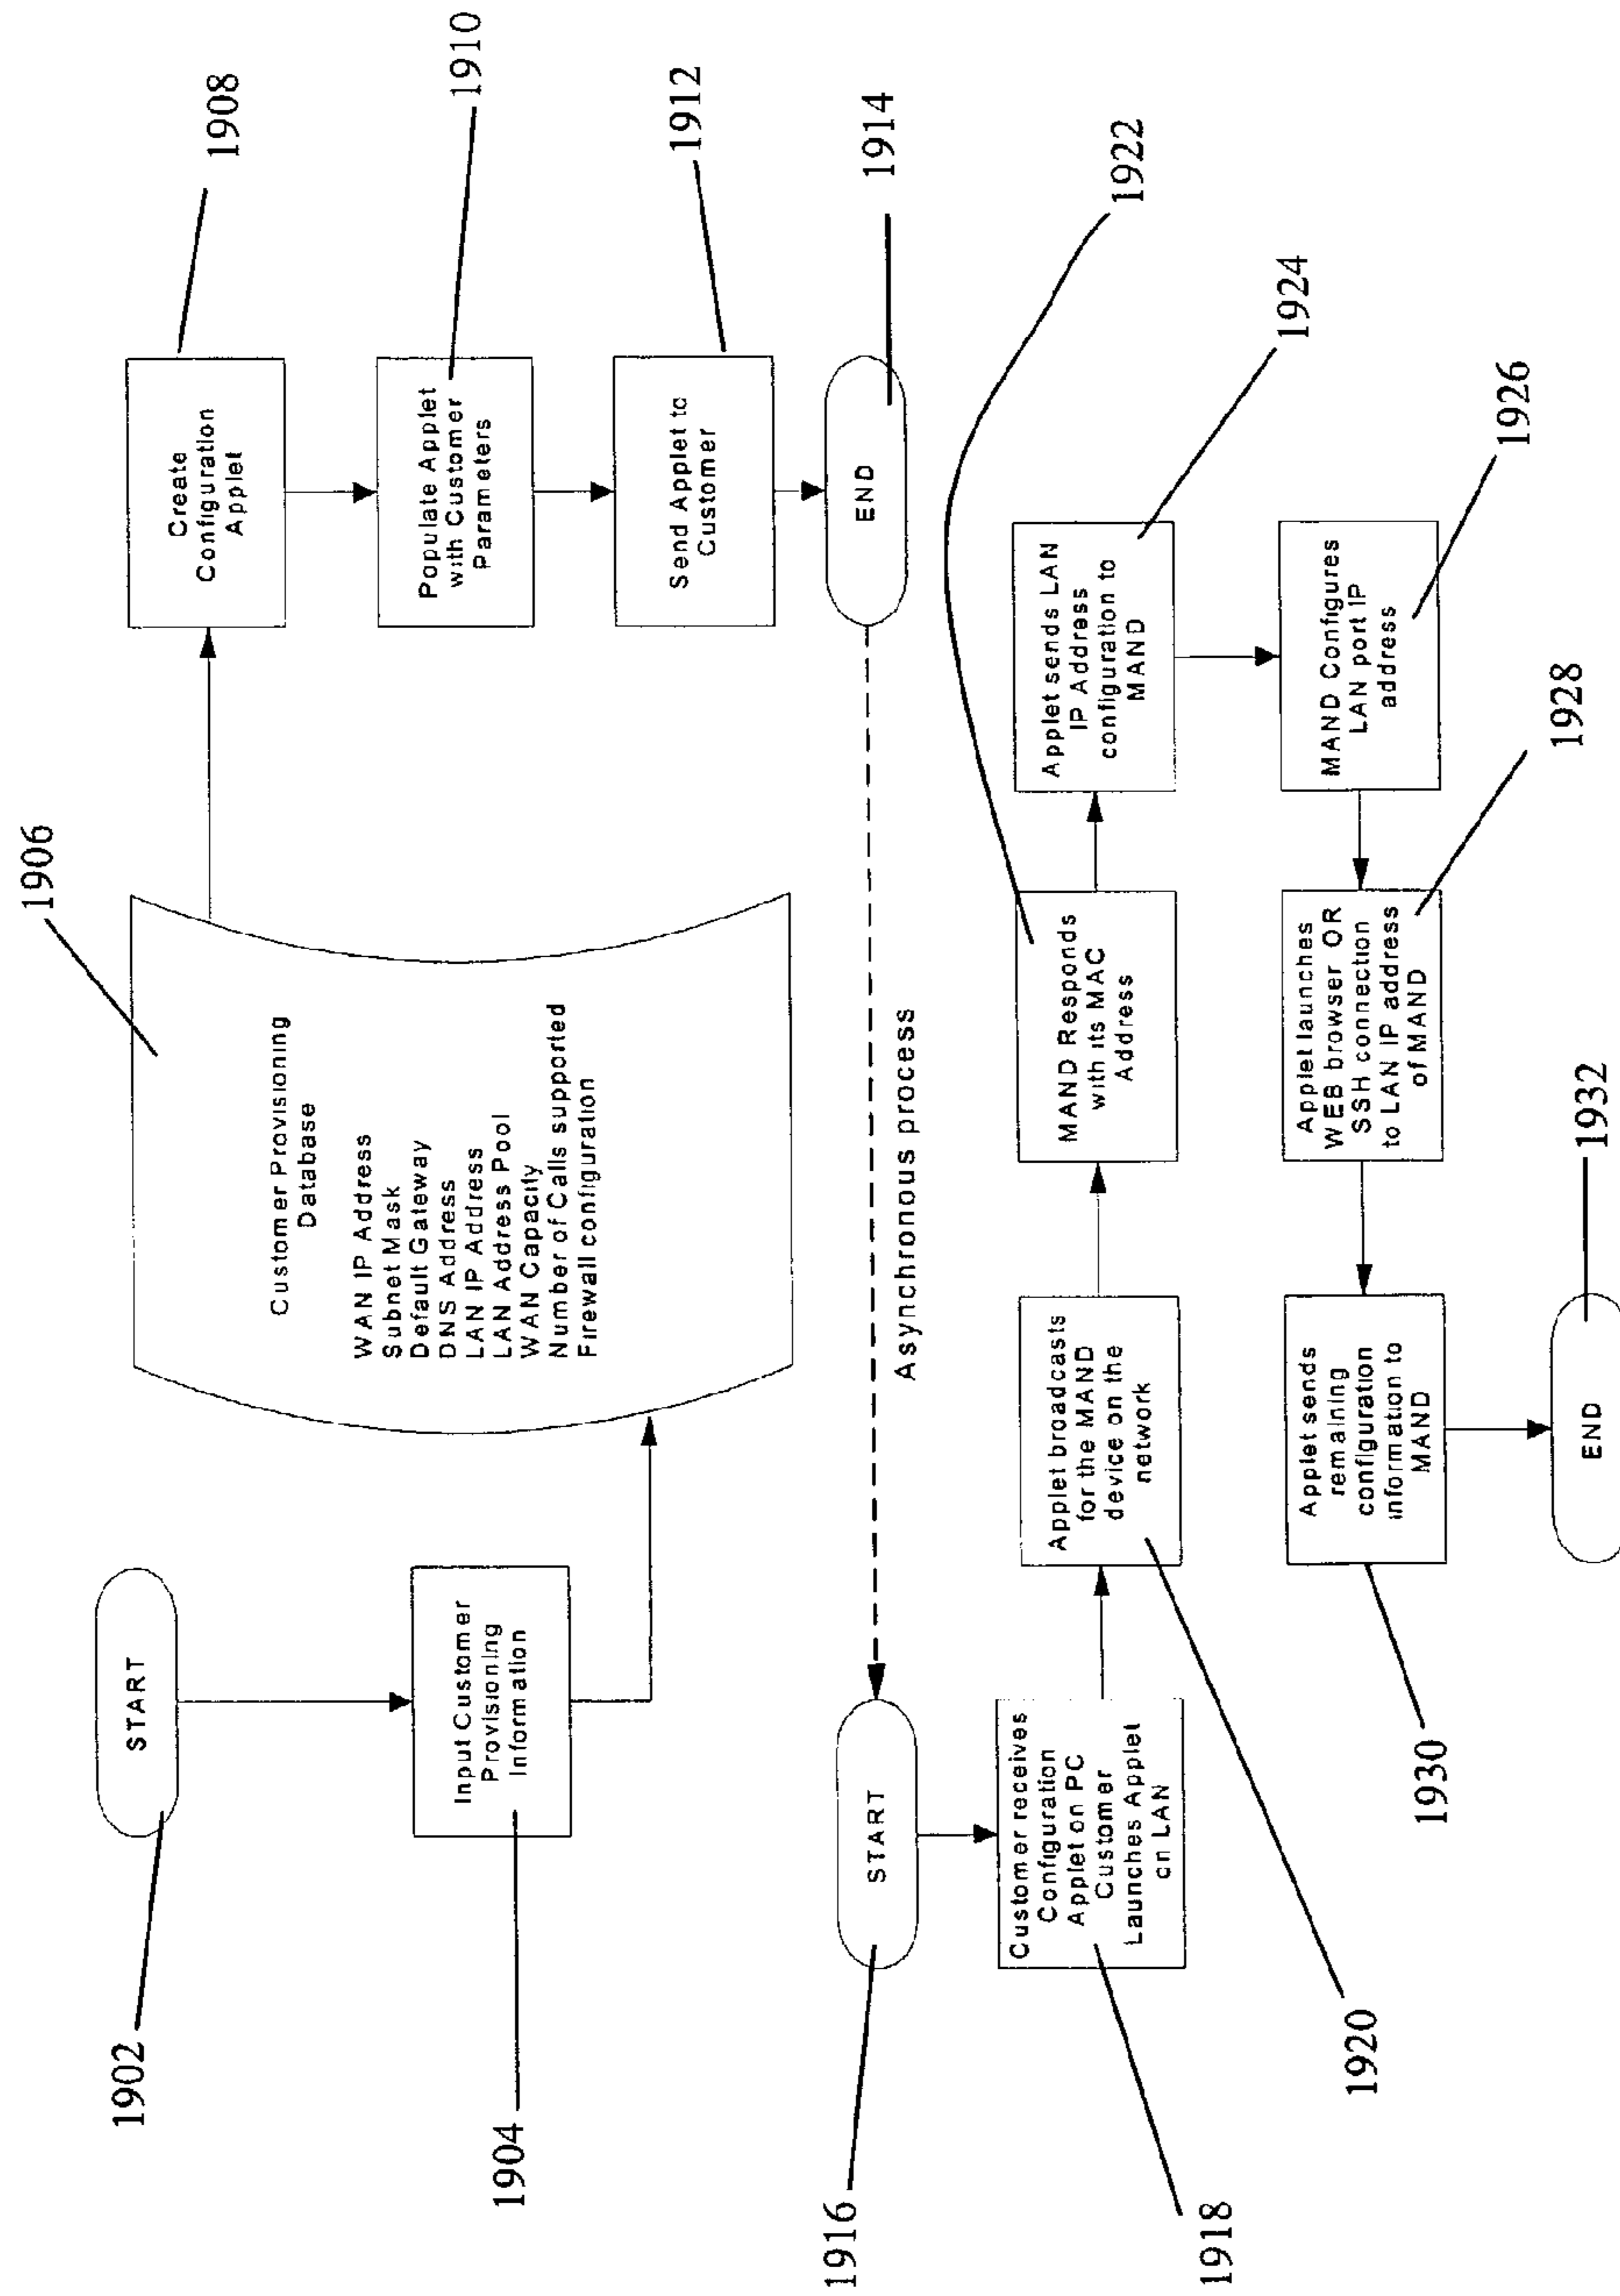 1902
START
1904
Input Customer
Provisioning
Information
1906
Customer Provisioning
Database
WAN IP Address
Subnet Mask
Default Gateway
DNS Address
LAN IP Address
LAN Address Pool
WAN Capacity
Number of Calls supported
Firewall configuration
1908
Create
Configuration
Applet
1910
Populate Applet
with Customer
Parameters
1912
Send Applet to
Customer
1914
END
Asynchronous process
1916
START
1918
Customer receives
Configuration
Applet on PC
Customer
Launches Applet
on LAN
1920
Applet broadcasts
for the MAND
device on the
network
1922
MAND Responds
with its MAC
Address
1924
Applet sends LAN
IP Address
configuration to
MAND
1926
MAND Configures
LAN port IP
address
1928
Applet launches
WEB browser OR
SSH connection
to LAN IP address
of MAND
1930
Applet sends
remaining
configuration
information to
MAND
1932
END